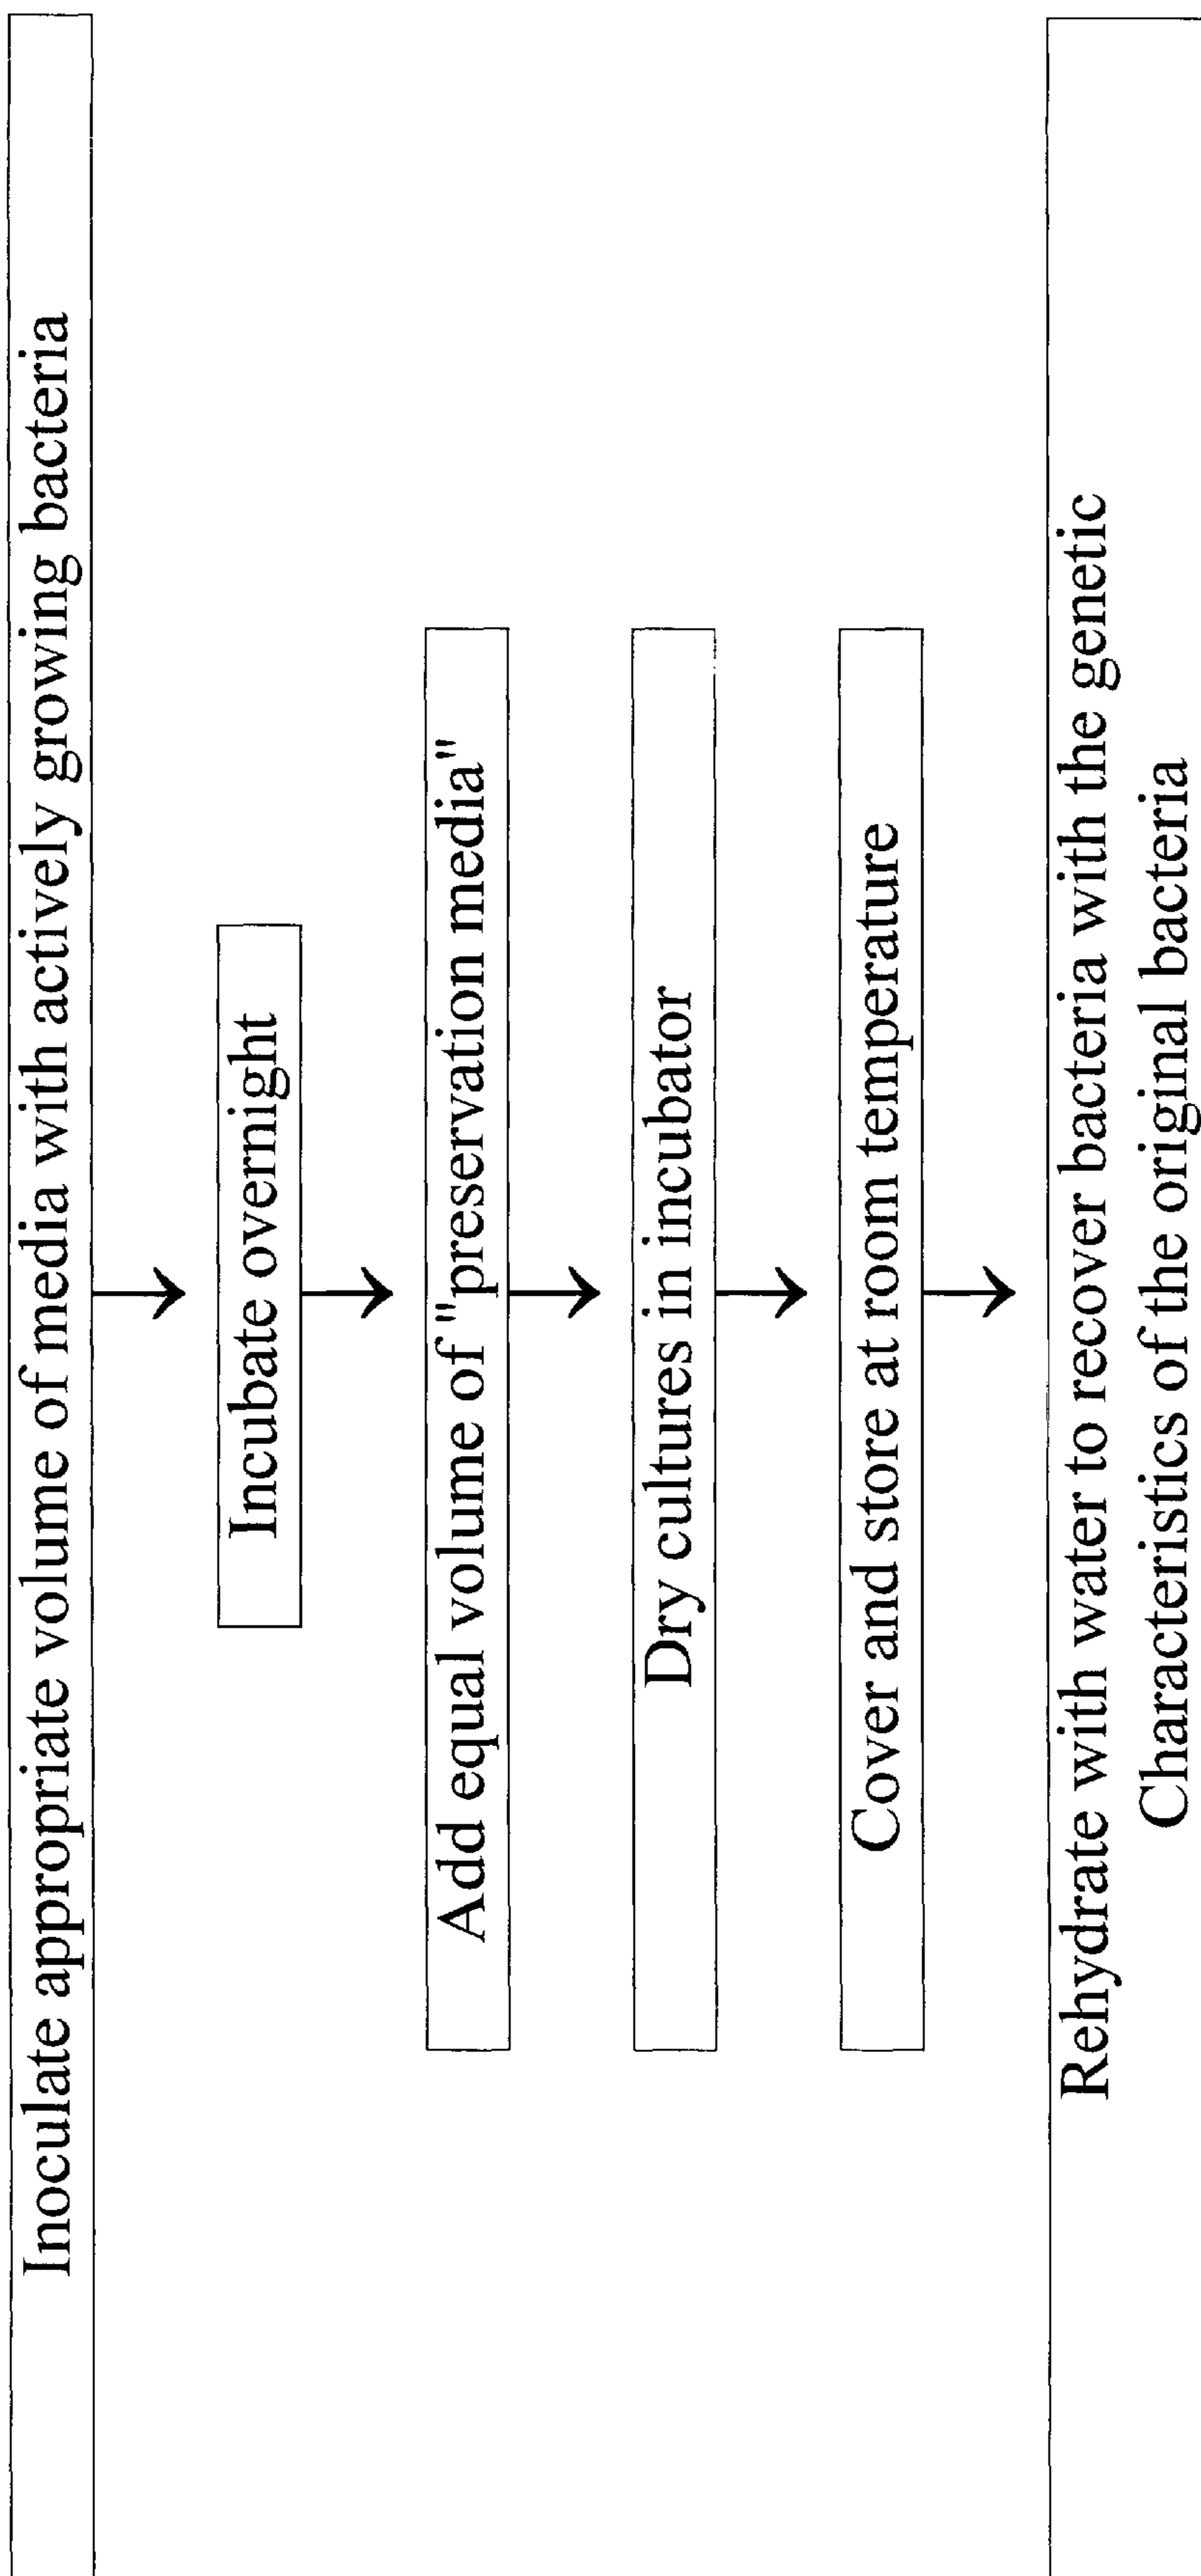 Inoculate appropriate volume of media with actively growing bacteria
Incubate overnight
Add equal volume of "preservation media"
Dry cultures in incubator
Cover and store at room temperature
Rehydrate with water to recover bacteria with the genetic
Characteristics of the original bacteria